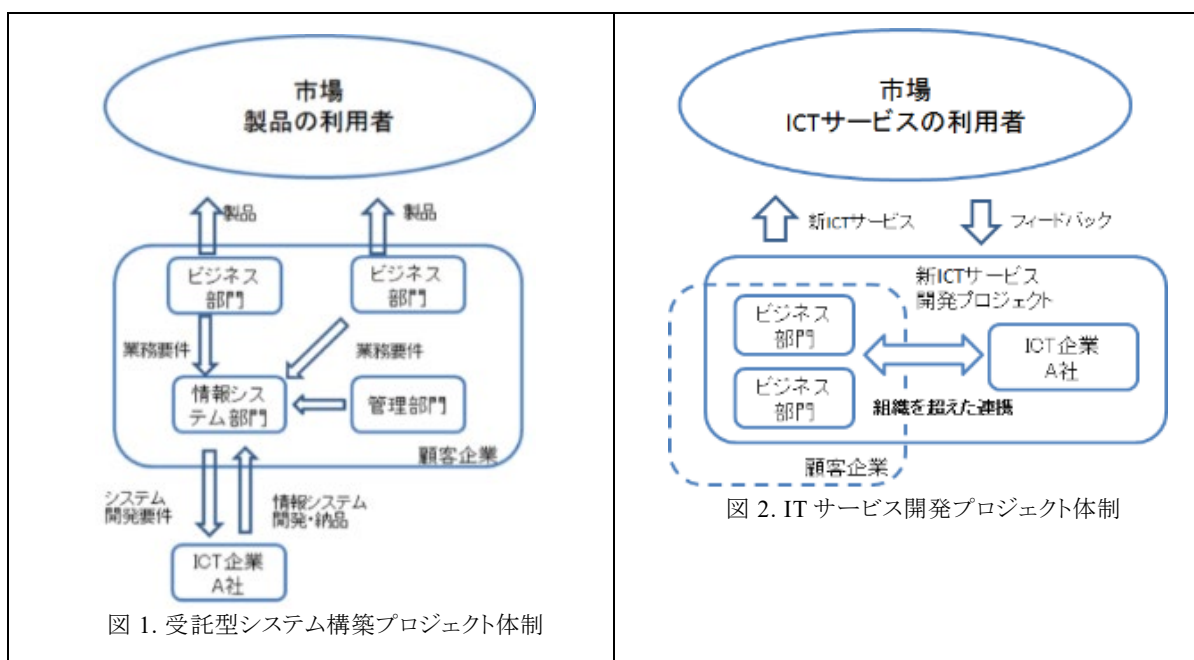 市場
製品の利用者
製品
製品
ビジネス
部門
ビジネス
部門
業務要件
業務要件
情報シス
テム部門
管理部門
顧客企業
システム
開発要件
情報システム
開発・納品
ICT企業
A社
図 1. 受託型システム構築プロジェクト体制
市場
ICTサービスの利用者
新ICTサービス
フィードバック
新ICTサービス
開発プロジェクト
ビジネス
部門
ICT企業
A社
ビジネス
部門
組織を超えた連携
顧客企業
図 2. IT サービス開発プロジェクト体制